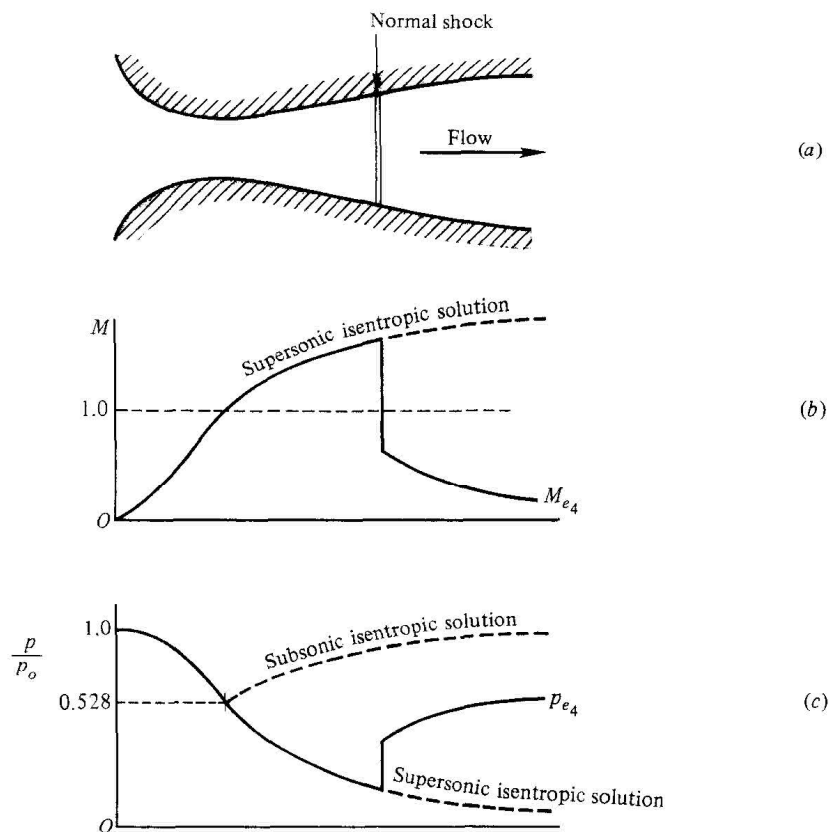 Normal shock
Flow
(a)
M
Supersonic isentropic solution
1.0
(b)
M_{e_4}
O
1.0
Subsonic isentropic solution
p/p_o
0.528
p_{e_4}
(c)
Supersonic isentropic solution
O